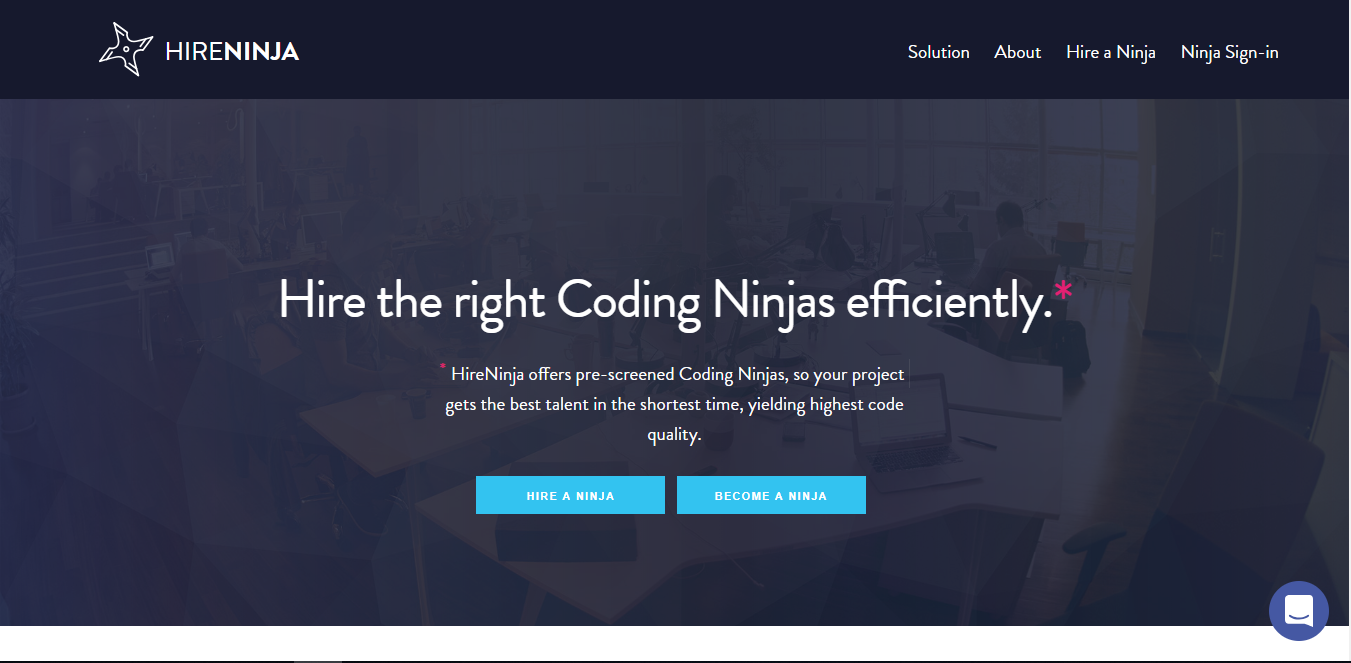 HIRENINJA
Solution About Hire a Ninja Ninja Sign-in
Hire the right Coding Ninjas efficiently.*
* HireNinja offers pre-screened Coding Ninjas, so your project
gets the best talent in the shortest time, yielding highest code
quality.
HIRE A NINJA BECOME A NINJA